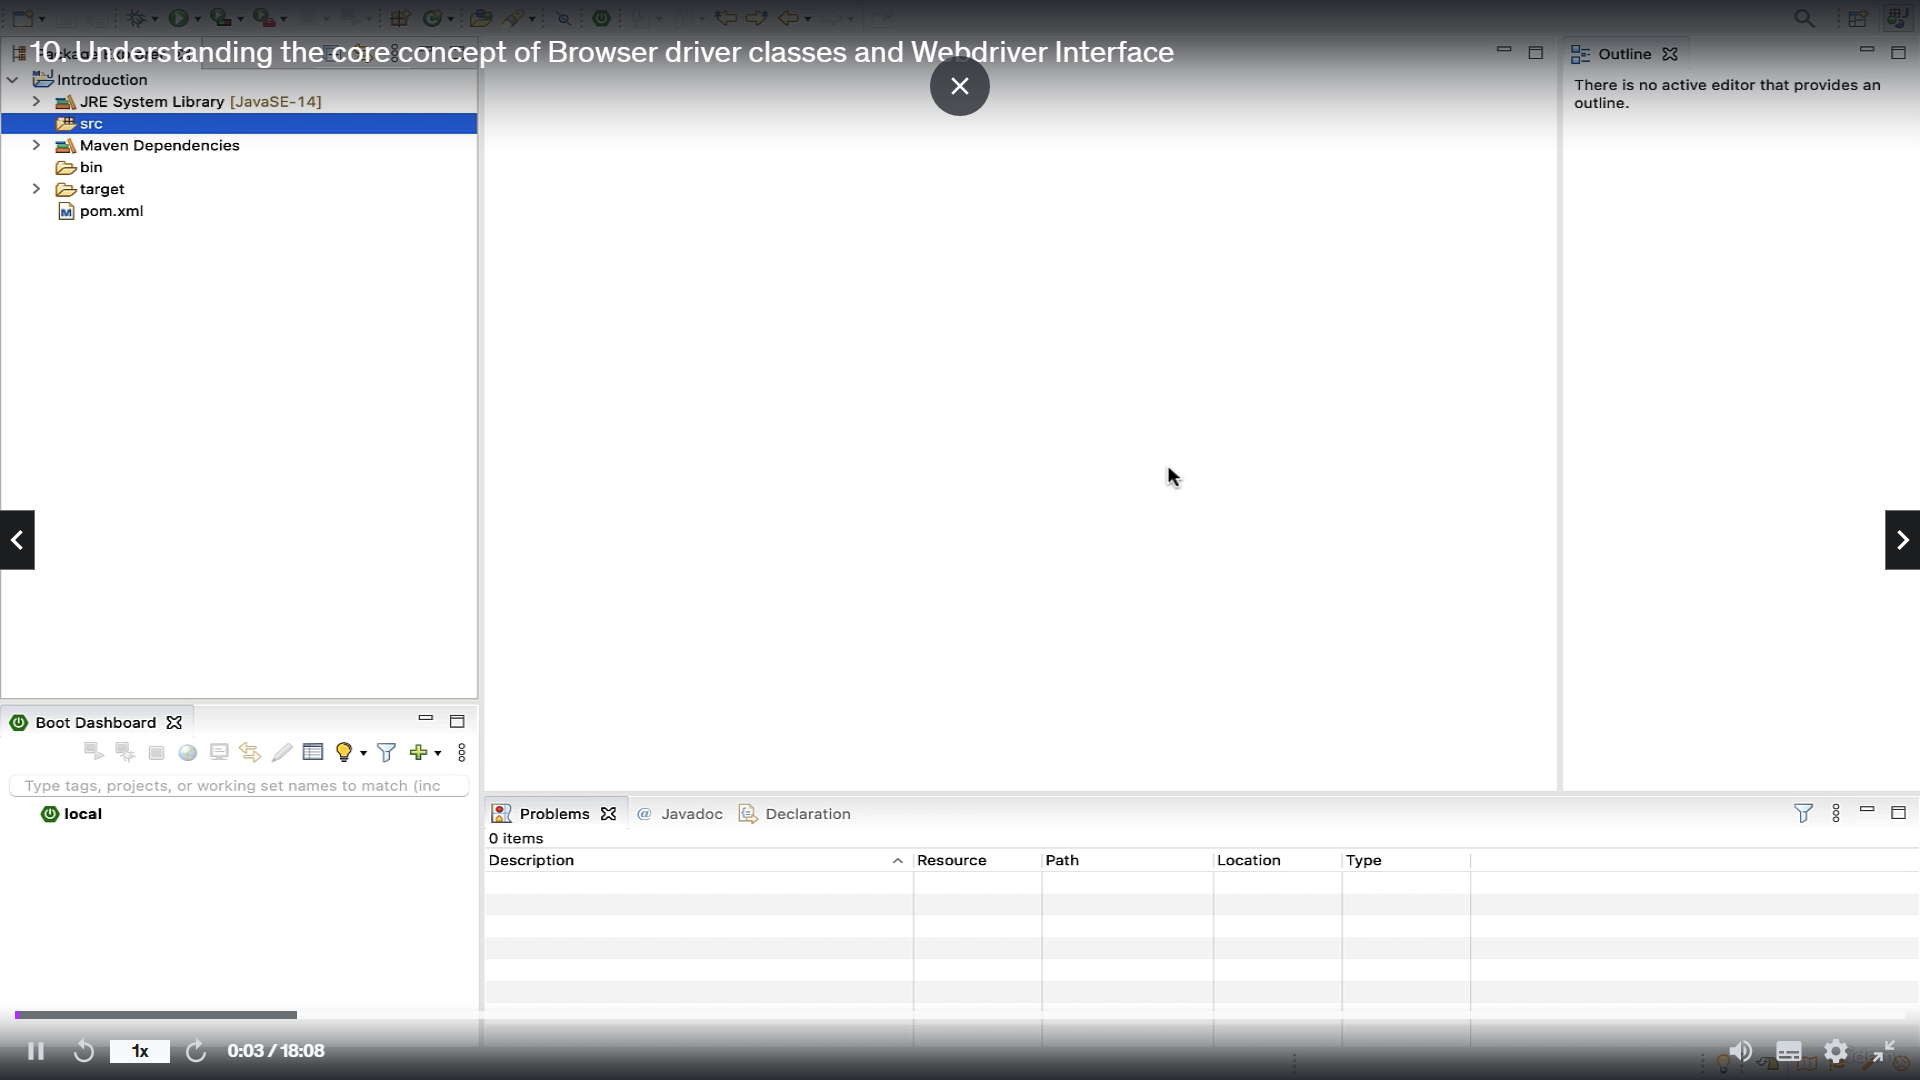 10. Understanding the core concept of Browser driver classes and Webdriver Interface
Introduction
JRE System Library [JavaSE-14]
src
Maven Dependencies
bin
target
pom.xml
Outline
There is no active editor that provides an
outline.
Boot Dashboard
Type tags, projects, or working set names to match (inc
local
Problems
@ Javadoc
Declaration
0 items
Description Resource Path Location Type
1x
0:03 / 18:08